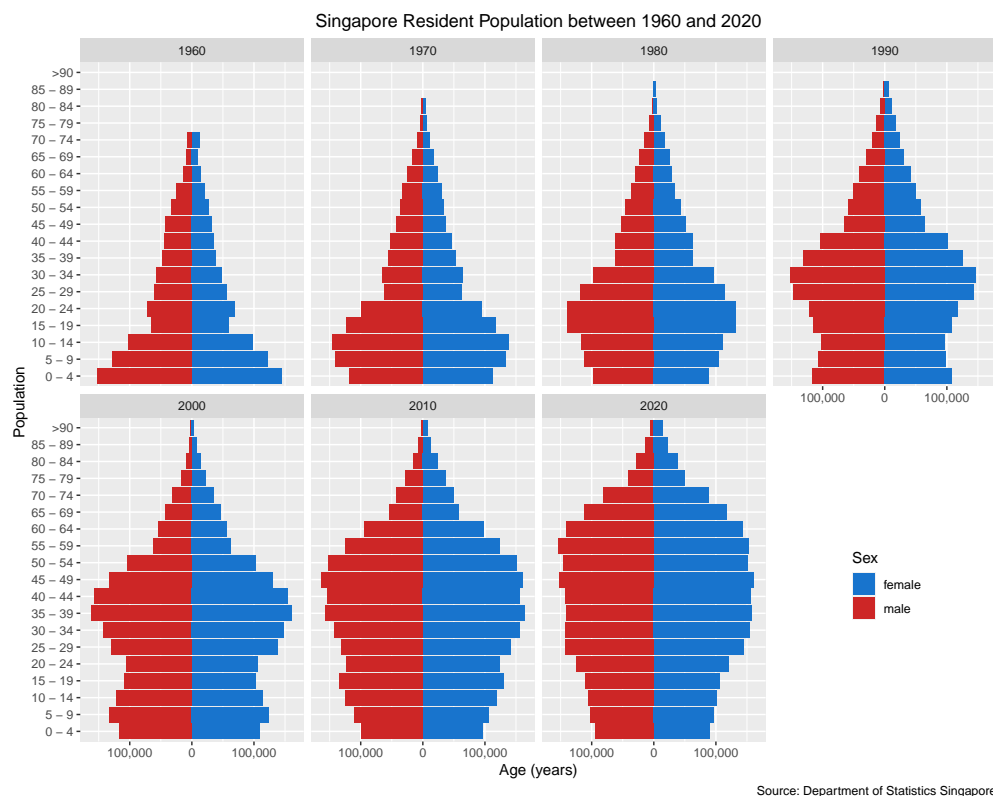 Singapore Resident Population between 1960 and 2020
1960
1970
1980
1990
>90
85 – 89
80 – 84
75 – 79
70 – 74
65 – 69
60 – 64
55 – 59
50 – 54
45 – 49
40 – 44
35 – 39
30 – 34
25 – 29
20 – 24
15 – 19
10 – 14
5 – 9
0 – 4
100,000 0 100,000
Population
2000
2010
2020
>90
85 – 89
80 – 84
75 – 79
70 – 74
65 – 69
60 – 64
55 – 59
50 – 54
45 – 49
40 – 44
35 – 39
30 – 34
25 – 29
20 – 24
15 – 19
10 – 14
5 – 9
0 – 4
100,000 0 100,000
100,000 0 100,000
100,000 0 100,000
Age (years)
Sex
female
male
Source: Department of Statistics Singapore